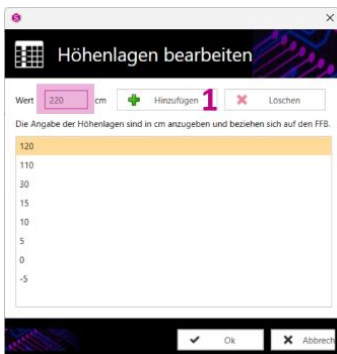 Höhenlagen bearbeiten
Wert 220 cm Hinzufügen 1 Löschen
Die Angabe der Höhenlagen sind in cm anzugeben und beziehen sich auf den FFB.
120
110
30
15
10
5
0
-5
Ok Abbrech